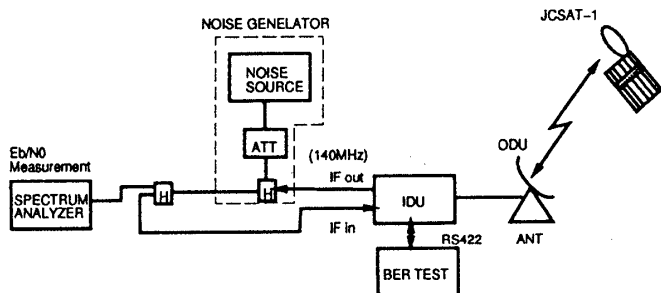 NOISE GENELATOR
JCSAT-1
NOISE
SOURCE
ATT
(140MHz)
ODU
Eb/N0
Measurement
SPECTRUM
ANALYZER
H
H
IF out
IDU
IF in
RS422
ANT
BER TEST